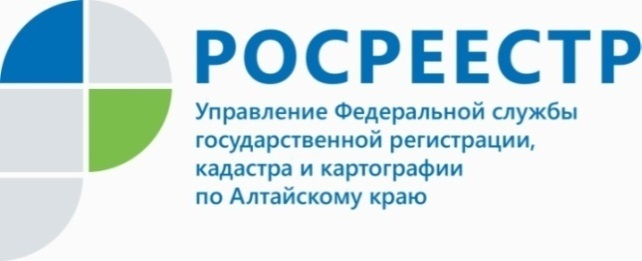 РОСРЕЕСТР
Управление Федеральной службы
государственной регистрации,
кадастра и картографии
по Алтайскому краю